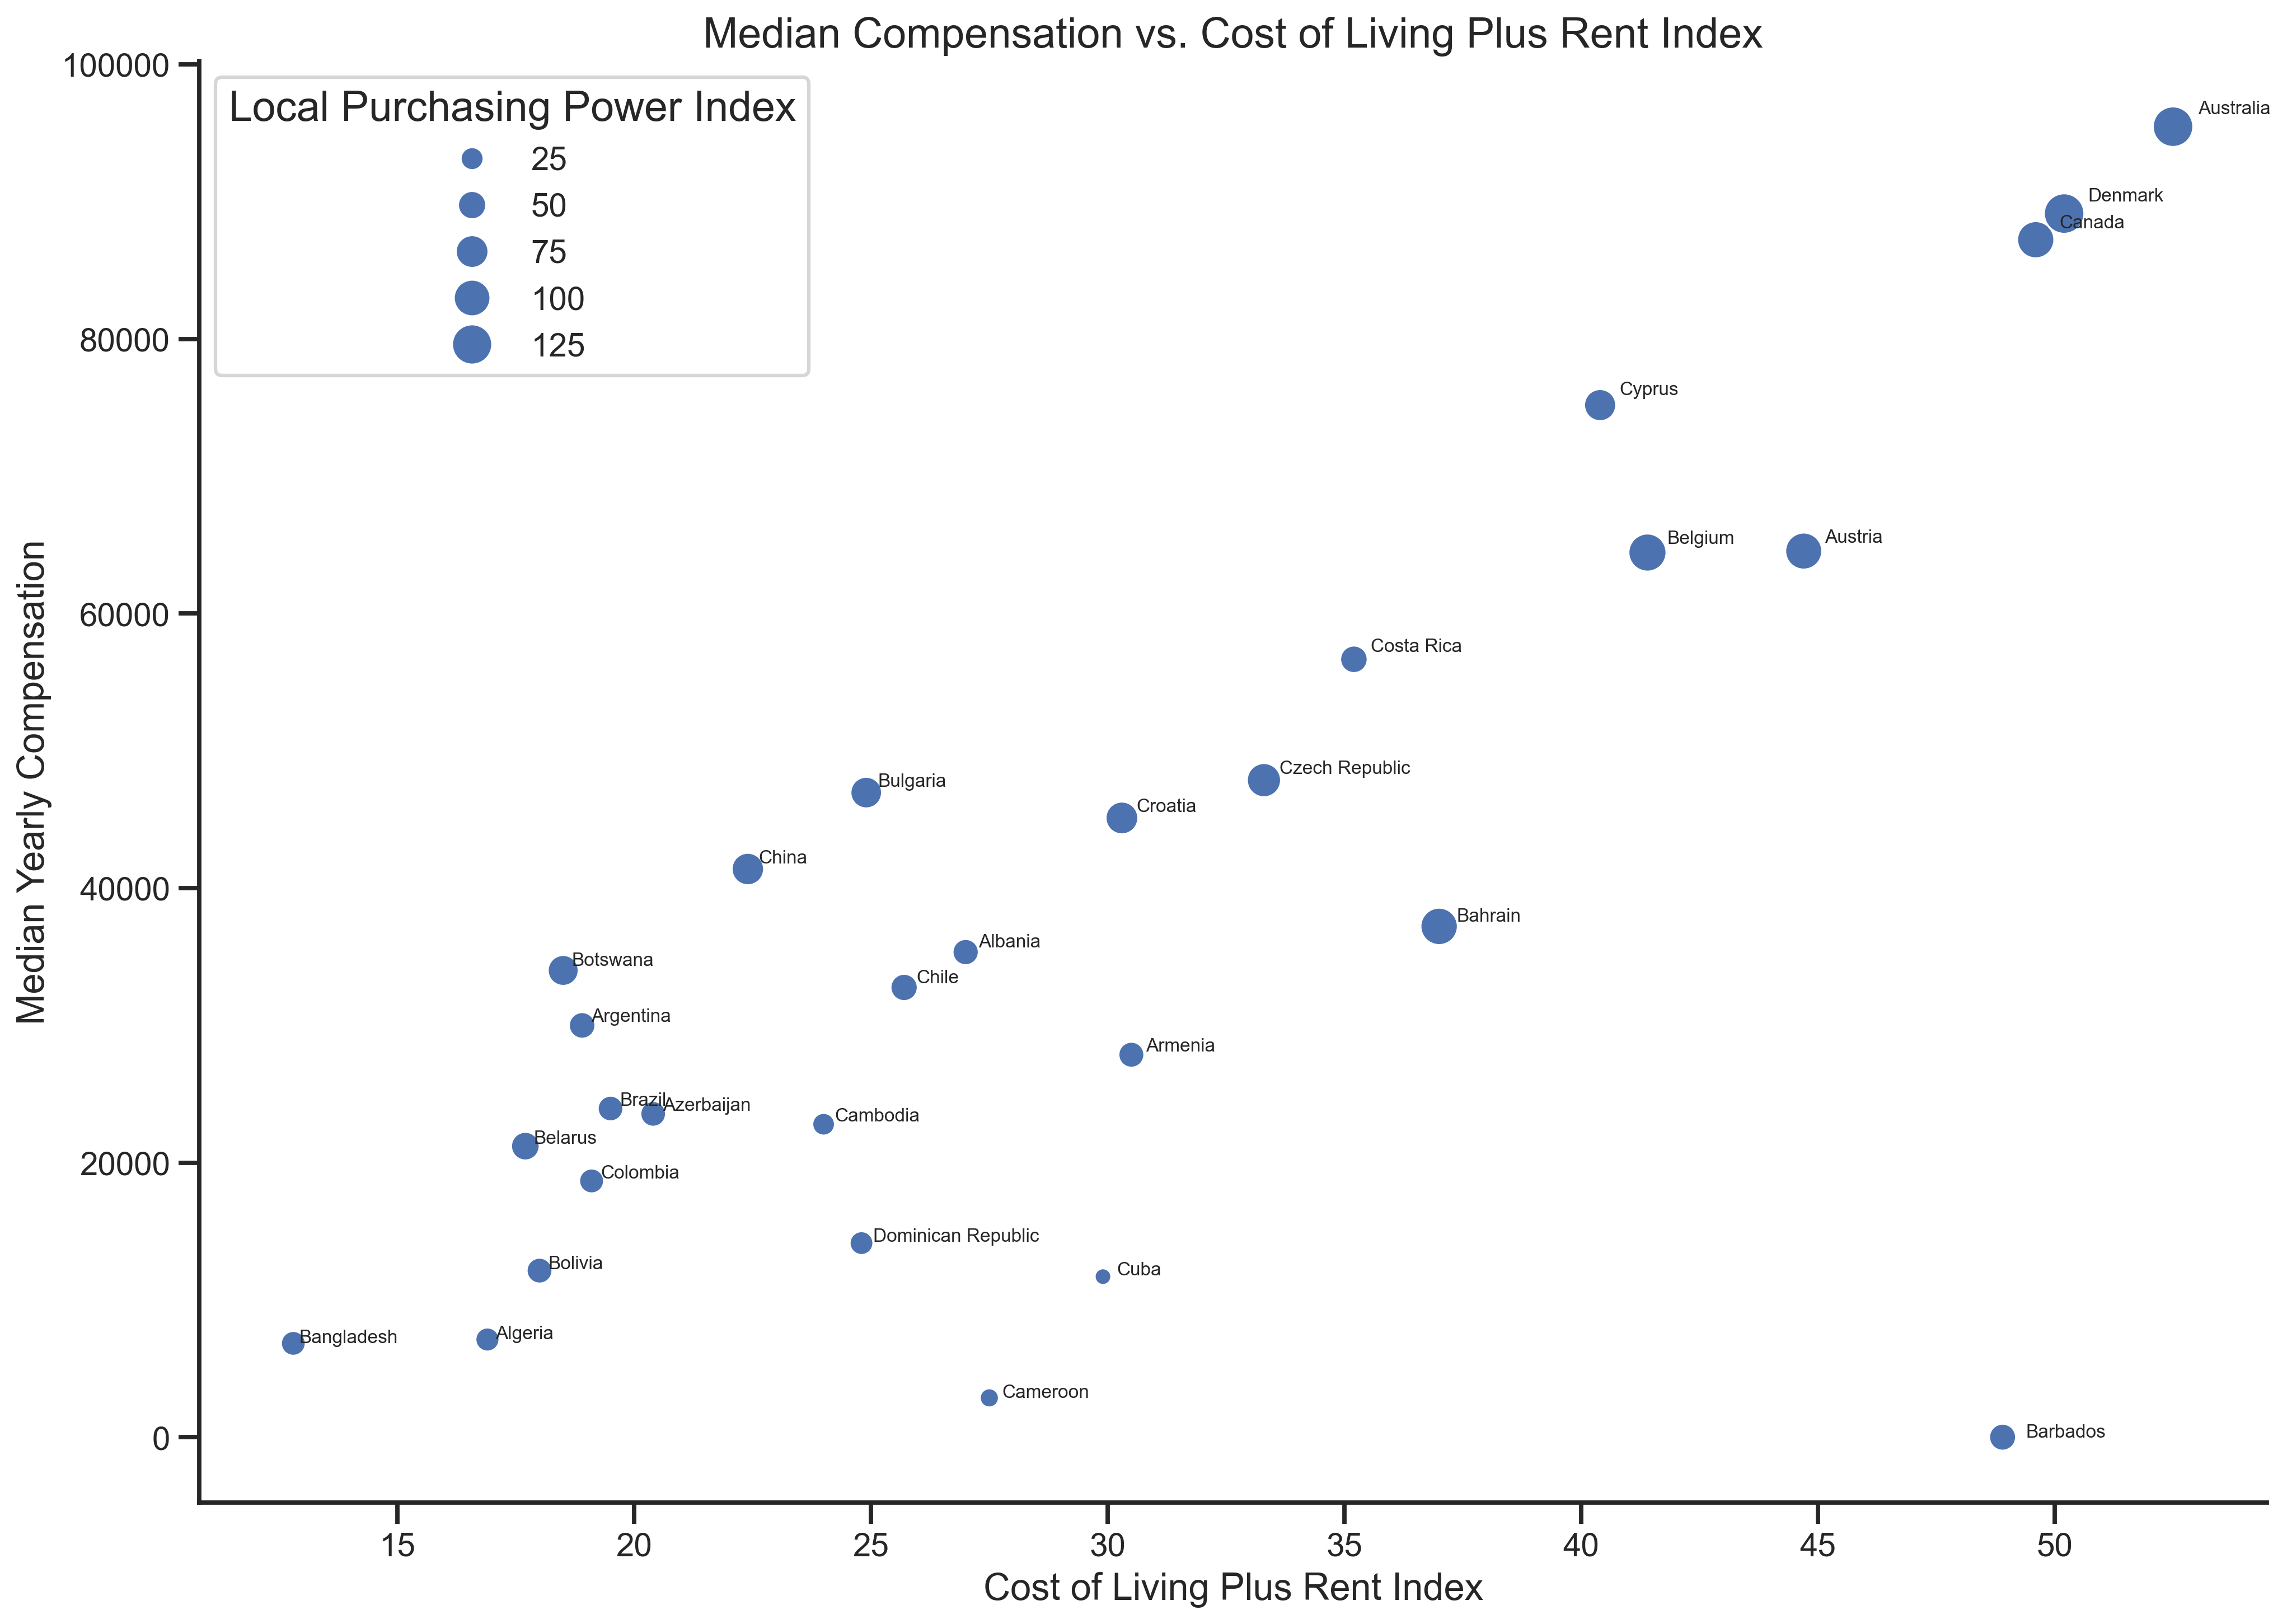 Median Compensation vs. Cost of Living Plus Rent Index
Local Purchasing Power Index
25
50
75
100
125
Median Yearly Compensation
100000
80000
60000
40000
20000
0
Australia
Denmark
Canada
Cyprus
Belgium
Austria
Costa Rica
Czech Republic
Bulgaria
Croatia
China
Bahrain
Albania
Botswana
Chile
Argentina
Armenia
Brazil
Azerbaijan
Cambodia
Belarus
Colombia
Dominican Republic
Bolivia
Cuba
Bangladesh
Algeria
Cameroon
Barbados
15 20 25 30 35 40 45 50
Cost of Living Plus Rent Index